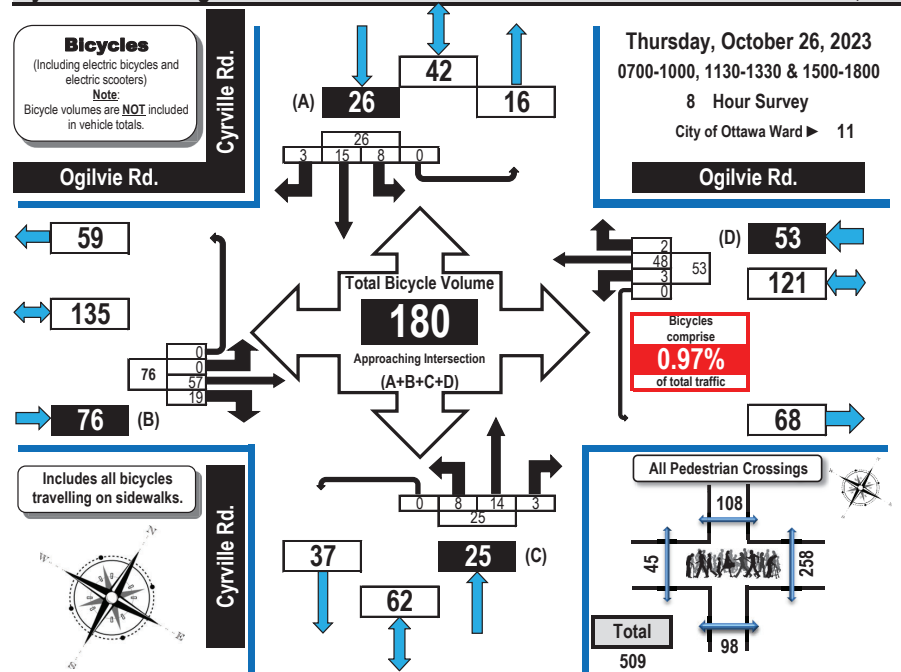 Bicycles
(Including electric bicycles and
electric scooters)
Note:
Bicycle volumes are NOT included
in vehicle totals.
Cyrville Rd.
Ogilvie Rd.
42
(A) 26
16
26
3 15 8 0
Thursday, October 26, 2023
0700-1000, 1130-1330 & 1500-1800
8 Hour Survey
City of Ottawa Ward ► 11
Ogilvie Rd.
59
135
76
0
0
57
19
76 (B)
Total Bicycle Volume
180
Approaching Intersection
(A+B+C+D)
2
48
3
0
53
(D) 53
121
Bicycles
comprise
0.97%
of total traffic
68
Includes all bicycles
travelling on sidewalks.
N
W
E
S
Cyrville Rd.
0 8 14 3
25
37
25 (C)
62
All Pedestrian Crossings
108
45
258
98
Total
509